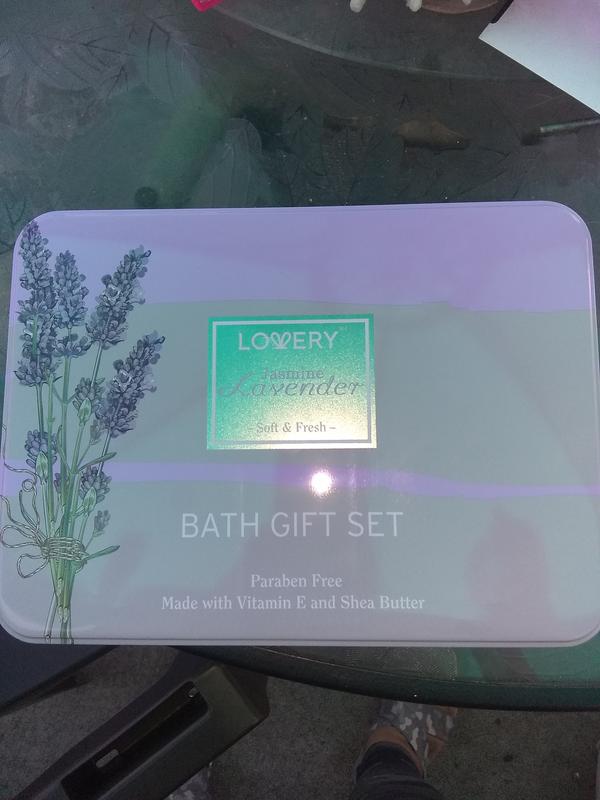 LOVERY
Jasmine
Lavender
- Soft & Fresh -
BATH GIFT SET
Paraben Free
Made with Vitamin E and Shea Butter